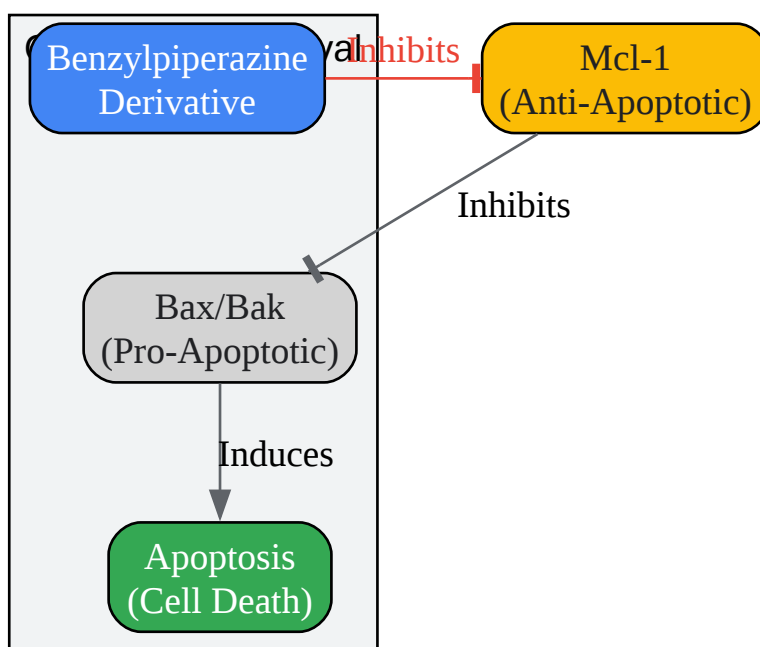 Benzylpiperazine
Derivative
Inhibits
Mcl-1
(Anti-Apoptotic)
Inhibits
Bax/Bak
(Pro-Apoptotic)
Induces
Apoptosis
(Cell Death)